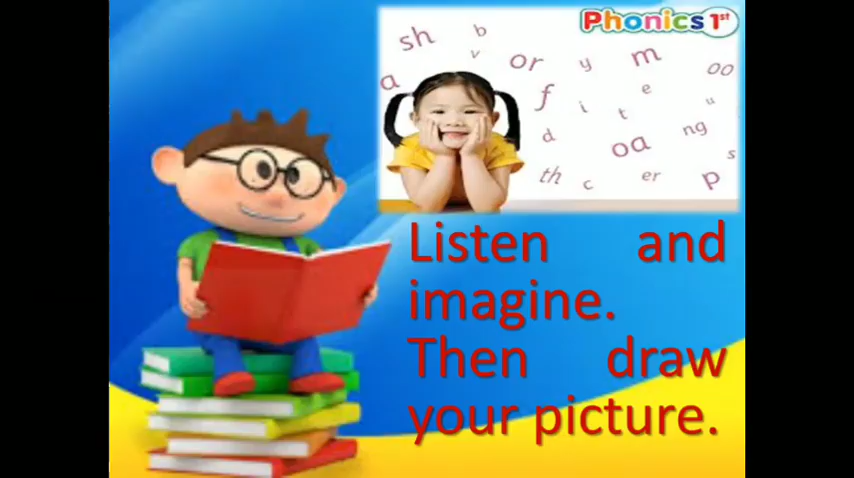 Phonics 1st
sh b
v or y m oo
a f i t e u
d oa ng s
th c er p
Listen and
imagine.
Then draw
your picture.